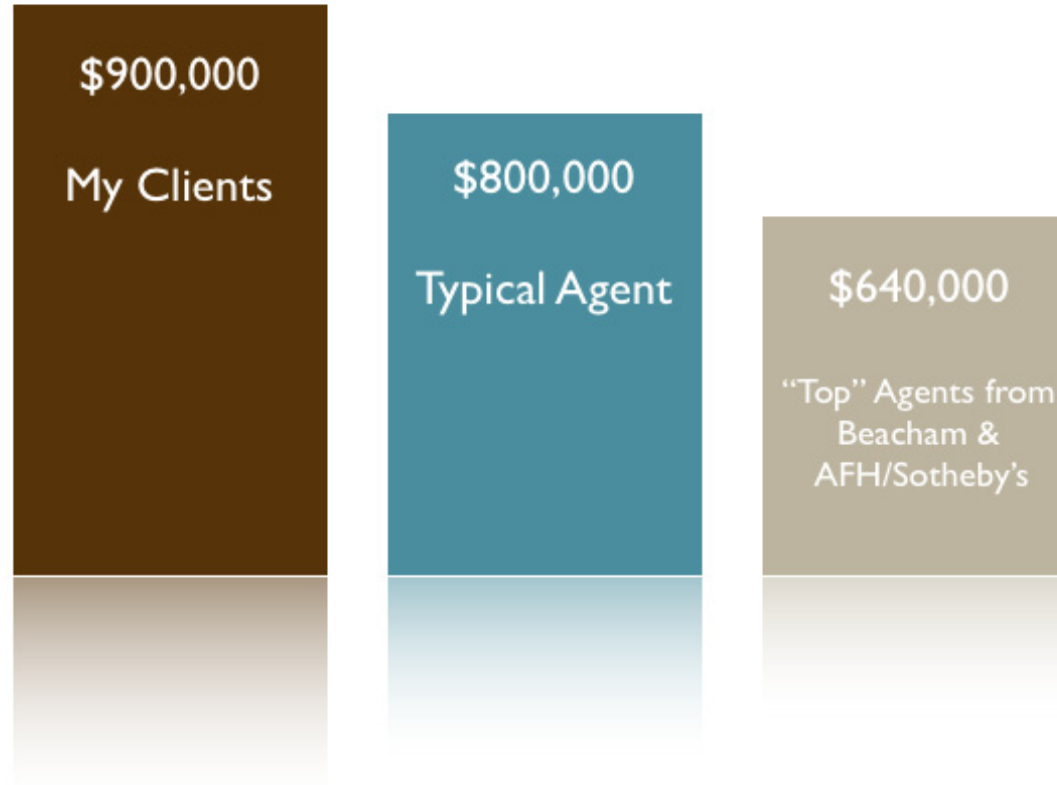 $900,000
My Clients
$800,000
Typical Agent
$640,000
“Top” Agents from
Beacham &
AFH/Sotheby’s